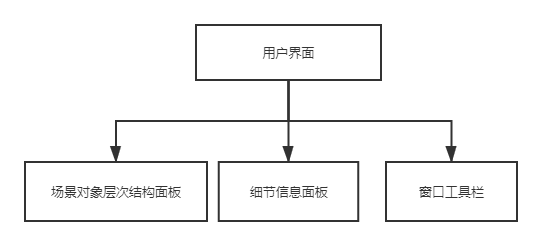 用户界面
场景对象层次结构面板
细节信息面板
窗口工具栏